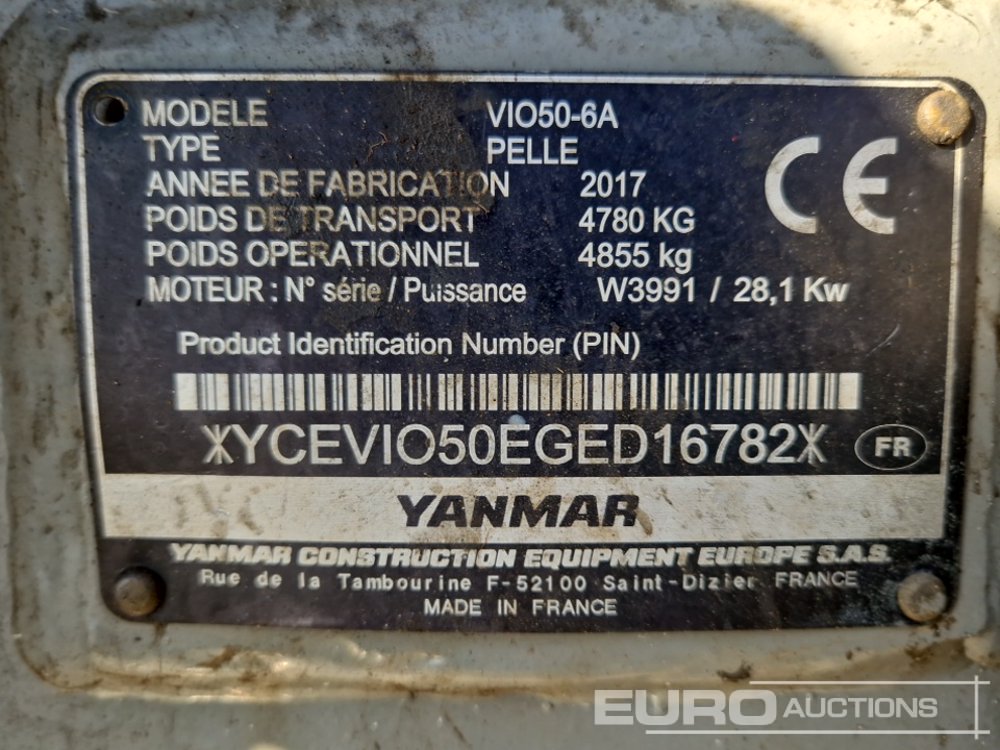 MODELE VIO50-6A
TYPE PELLE
ANNEE DE FABRICATION 2017
POIDS DE TRANSPORT 4780 KG
POIDS OPERATIONNEL 4855 kg
MOTEUR : N° série / Puissance W3991 / 28,1 Kw
CE
Product Identification Number (PIN)
YCEVIO50EGED16782
FR
YANMAR
YANMAR CONSTRUCTION EQUIPMENT EUROPE S.A.S.
Rue de la Tambourine F-52100 Saint-Dizier FRANCE
MADE IN FRANCE
EURO AUCTIONS